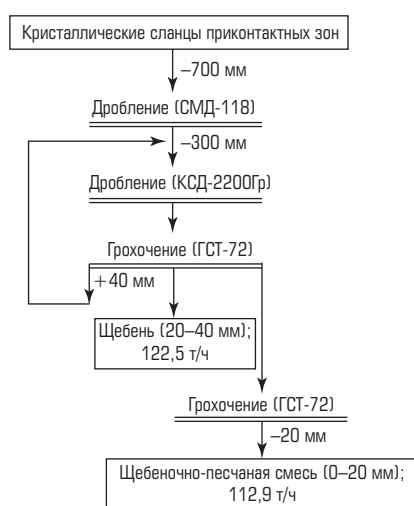 Кристаллические сланцы приконтактных зон
–700 мм
Дробление (СМД-118)
–300 мм
Дробление (КСД-2200Гр)
Грохочение (ГСТ-72)
+40 мм
Щебень (20–40 мм);
122,5 т/ч
Грохочение (ГСТ-72)
–20 мм
Щебеночно-песчаная смесь (0–20 мм);
112,9 т/ч